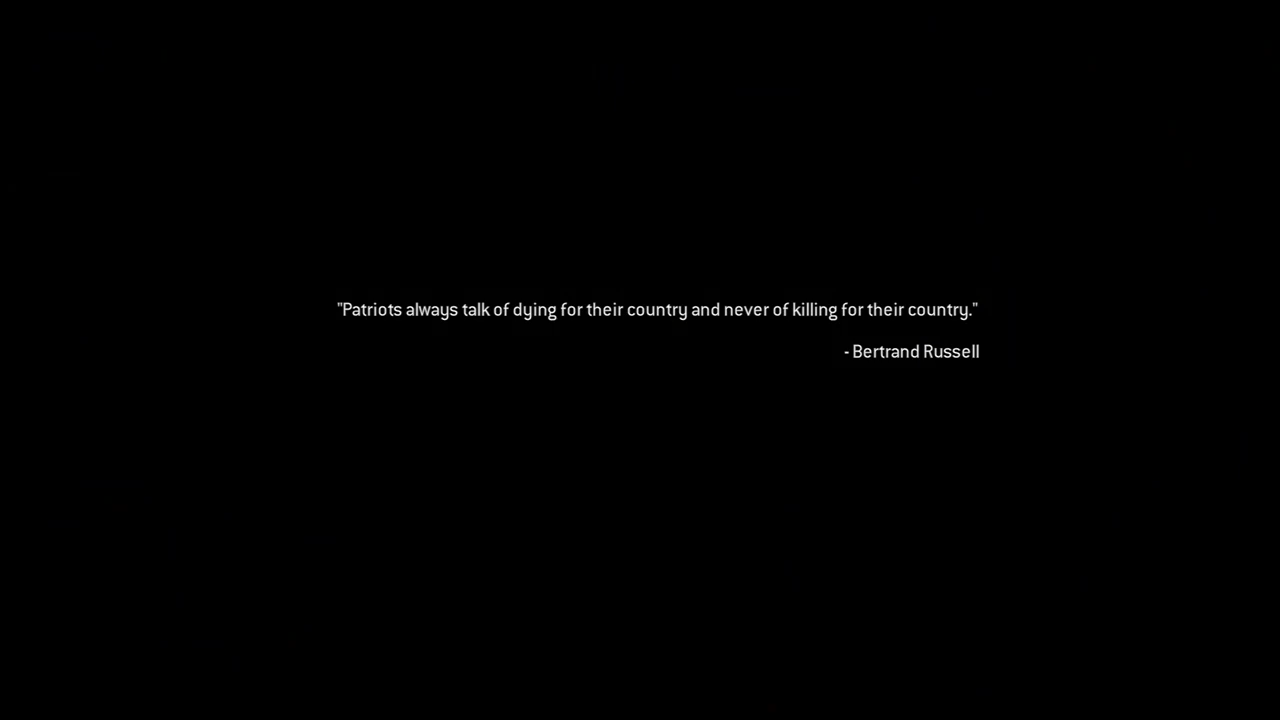 "Patriots always talk of dying for their country and never of killing for their country."
- Bertrand Russell